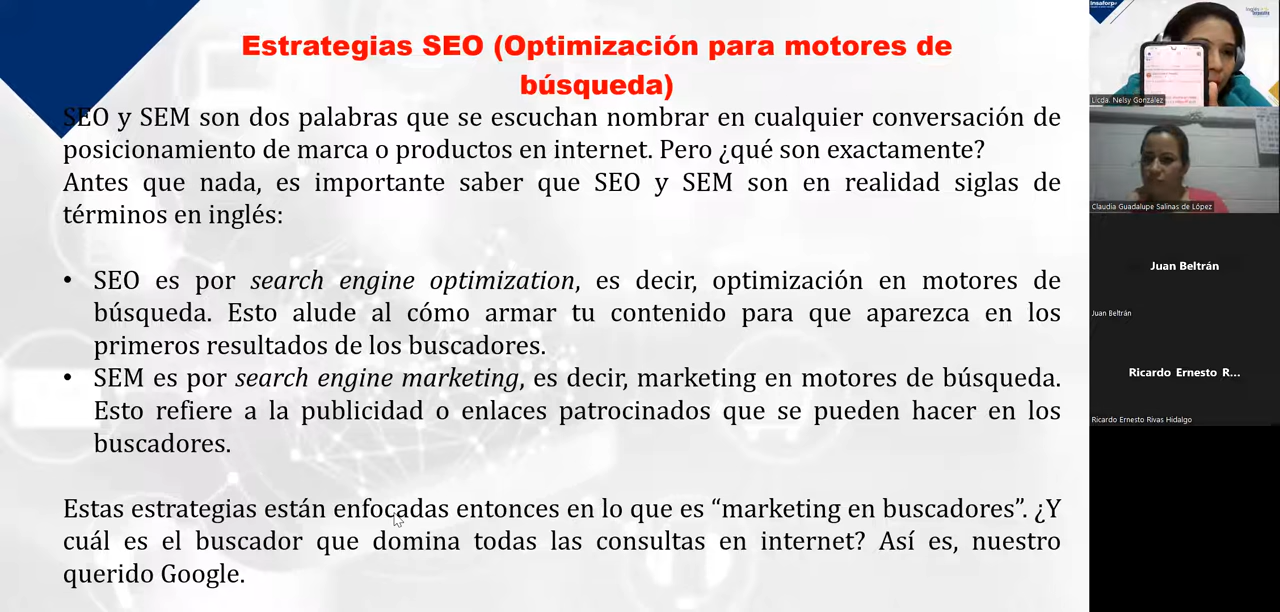 Estrategias SEO (Optimización para motores de
búsqueda)
SEO y SEM son dos palabras que se escuchan nombrar en cualquier conversación de
posicionamiento de marca o productos en internet. Pero ¿qué son exactamente?
Antes que nada, es importante saber que SEO y SEM son en realidad siglas de
términos en inglés:
• SEO es por search engine optimization, es decir, optimización en motores de
búsqueda. Esto alude al cómo armar tu contenido para que aparezca en los
primeros resultados de los buscadores.
• SEM es por search engine marketing, es decir, marketing en motores de búsqueda.
Esto refiere a la publicidad o enlaces patrocinados que se pueden hacer en los
buscadores.
Estas estrategias están enfocadas entonces en lo que es “marketing en buscadores”. ¿Y
cuál es el buscador que domina todas las consultas en internet? Así es, nuestro
querido Google.
Insaforp
Licda. Nelsy González
Claudia Guadalupe Salinas de López
Juan Beltrán
Juan Beltrán
Ricardo Ernesto R...
Ricardo Ernesto Rivas Hidalgo